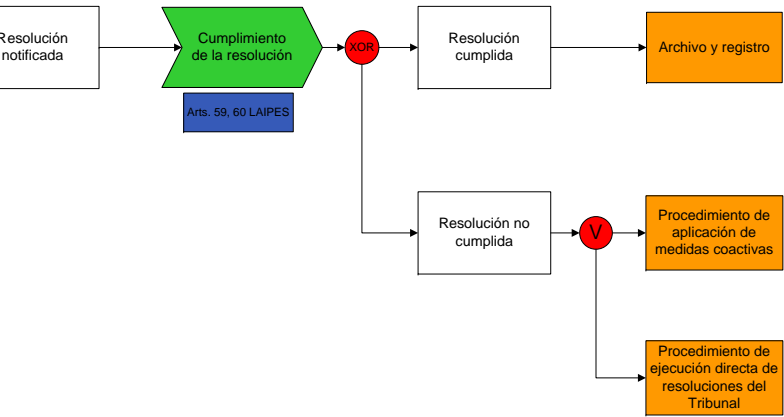 Resolución
notificada
Cumplimiento
de la resolución
XOR
Resolución
cumplida
Archivo y registro
Arts. 59, 60 LAIPES
Resolución no
cumplida
V
Procedimiento de
aplicación de
medidas coactivas
Procedimiento de
ejecución directa de
resoluciones del
Tribunal